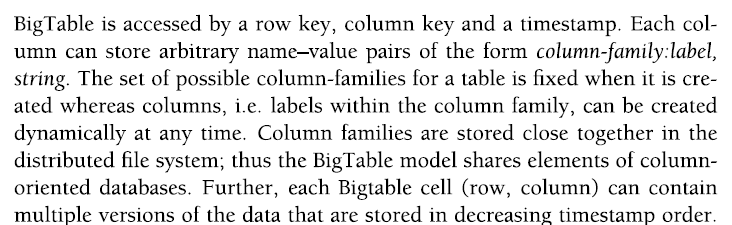 BigTable is accessed by a row key, column key and a timestamp. Each col-
umn can store arbitrary name–value pairs of the form column-family:label,
string. The set of possible column-families for a table is fixed when it is cre-
ated whereas columns, i.e. labels within the column family, can be created
dynamically at any time. Column families are stored close together in the
distributed file system; thus the BigTable model shares elements of column-
oriented databases. Further, each Bigtable cell (row, column) can contain
multiple versions of the data that are stored in decreasing timestamp order.